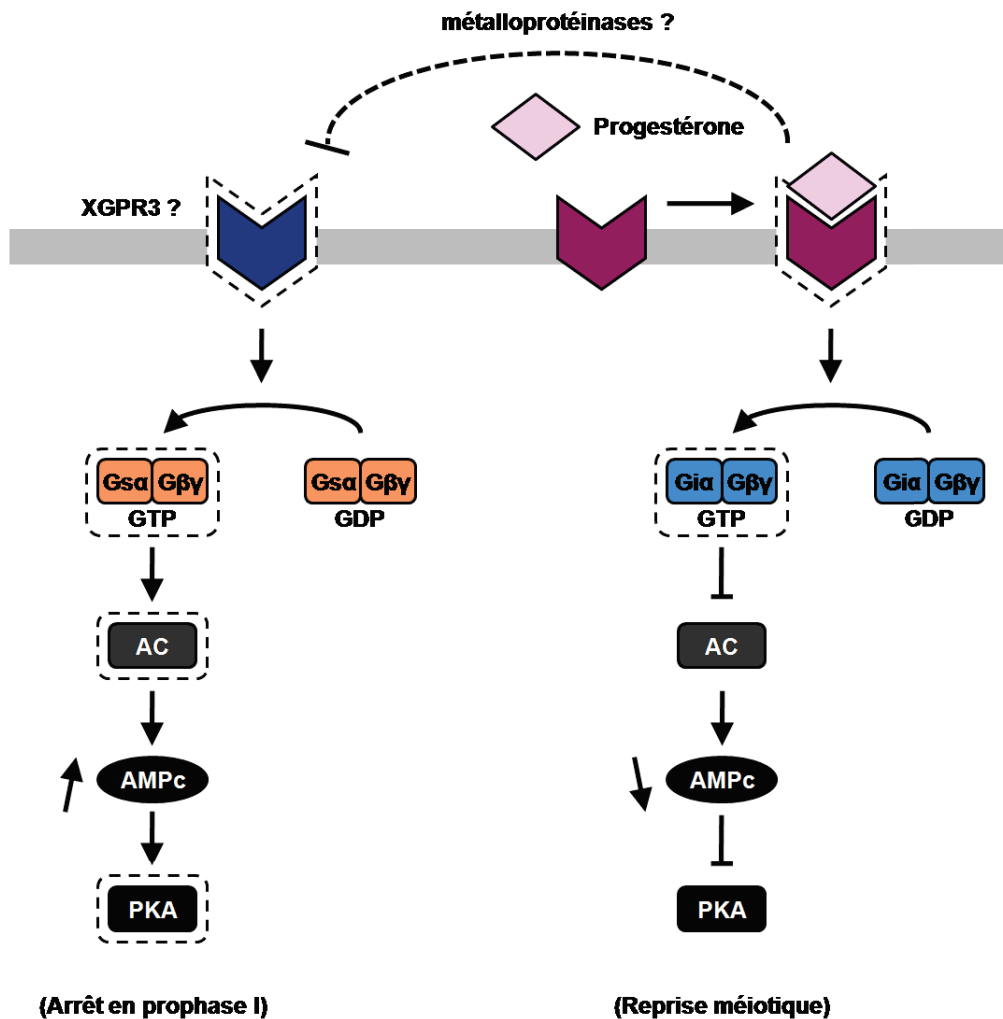 métalloprotéinases ?
Progestérone
XGPR3 ?
Gsα Gβγ
GTP
Gsα Gβγ
GDP
Giα Gβγ
GTP
Giα Gβγ
GDP
AC
AC
AMPc
AMPc
PKA
PKA
(Arrêt en prophase I)
(Reprise méiotique)